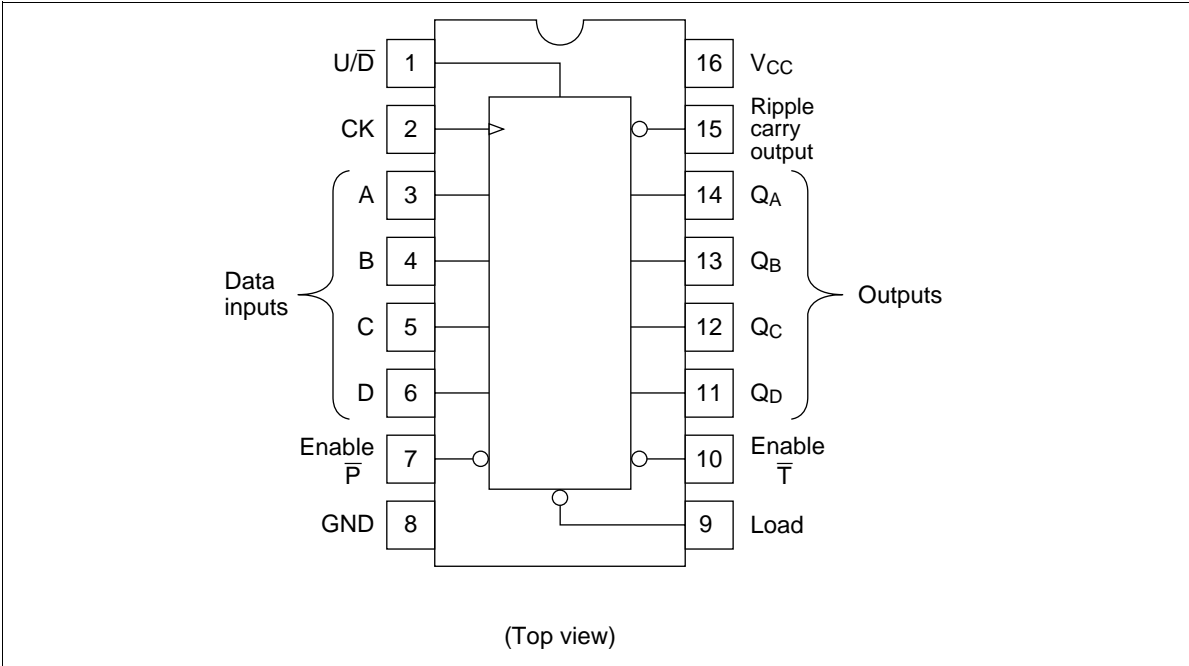 U/D̅ 1
16 VCC
CK 2
15 Ripple
carry
output
A 3
14 QA
B 4
13 QB
Data
inputs
Outputs
C 5
12 QC
D 6
11 QD
Enable
P̅ 7
10 Enable
T̅
GND 8
9 Load
(Top view)